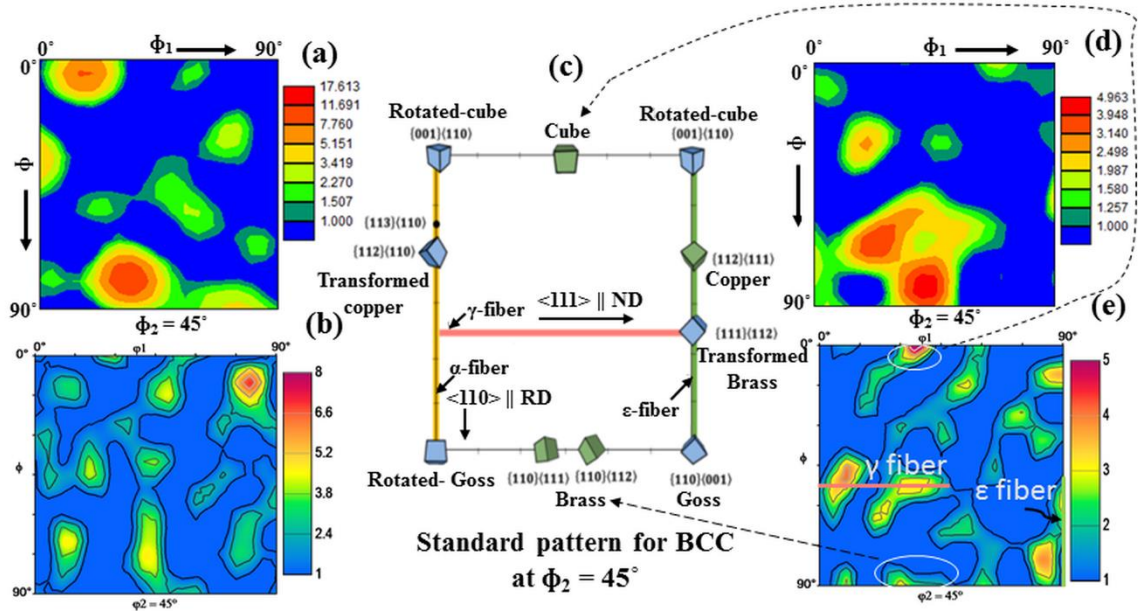 (a)
0° Φ1 90°
0°
Φ
90°
Φ2 = 45°
17.613
11.691
7.760
5.151
3.419
2.270
1.507
1.000
(b)
0° φ1 90°
ϕ
90°
φ2 = 45°
8
6.6
5.2
3.8
2.4
1
(c)
Rotated-cube
{001}⟨110⟩
Cube
Rotated-cube
{001}⟨110⟩
{113}⟨110⟩
{112}⟨110⟩
Transformed
copper
{112}⟨111⟩
Copper
γ-fiber
<111> || ND
{111}⟨112⟩
Transformed
Brass
α-fiber
<110> || RD
ε-fiber
Rotated- Goss
{110}⟨111⟩
{110}⟨112⟩
Brass
{110}⟨001⟩
Goss
Standard pattern for BCC
at ϕ2 = 45°
(d)
0° Φ1 90°
0°
Φ
90°
Φ2 = 45°
4.963
3.948
3.140
2.498
1.987
1.580
1.257
1.000
(e)
0° φ1 90°
ϕ
90°
φ2 = 45°
γ fiber
ε fiber
5
4
3
2
1